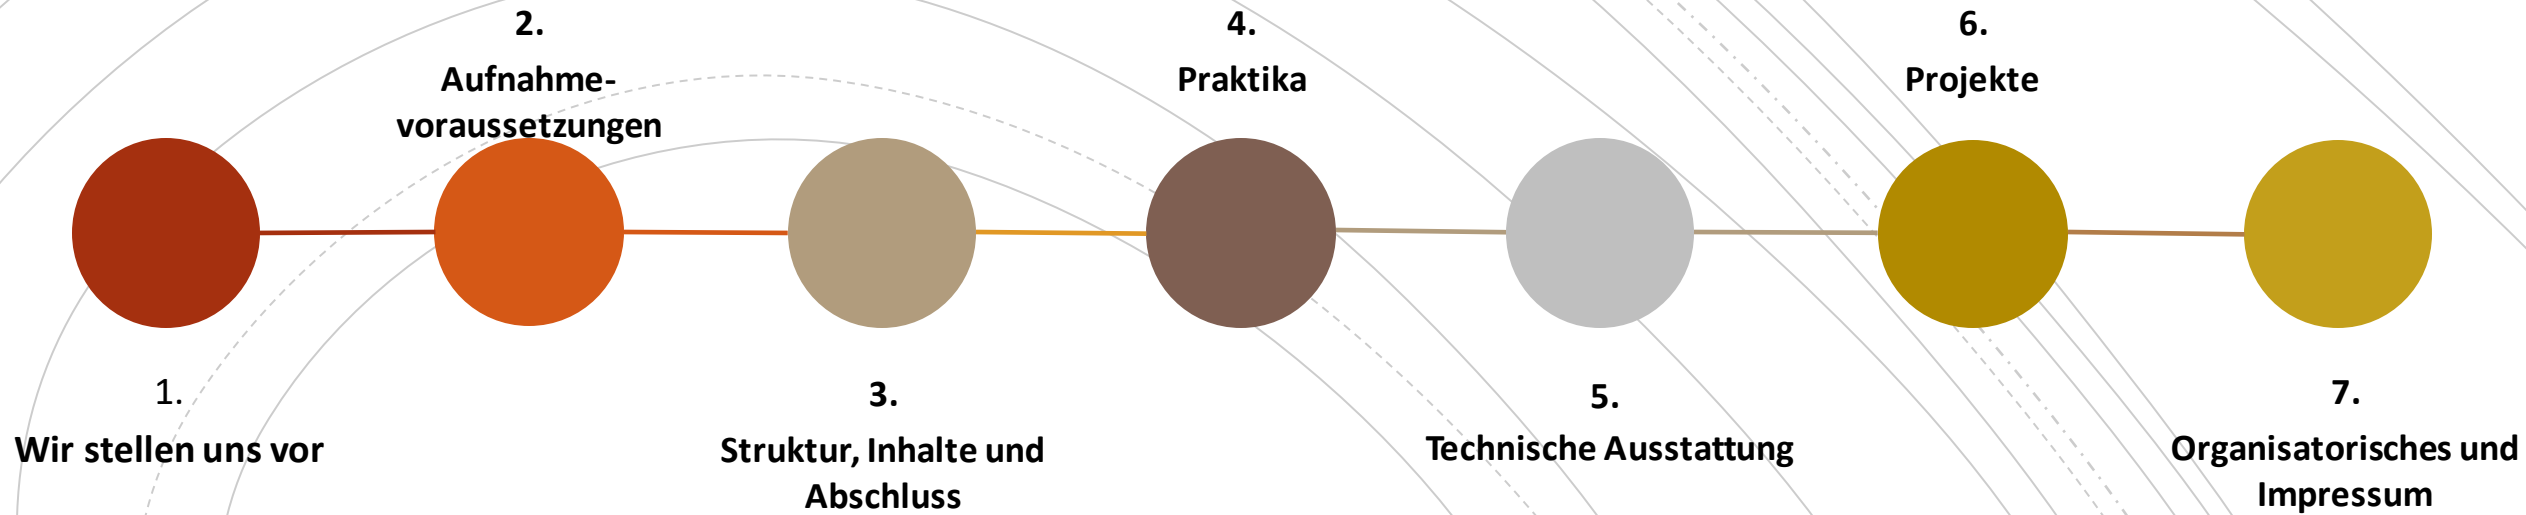 1.
Wir stellen uns vor
2.
Aufnahme-
voraussetzungen
3.
Struktur, Inhalte und
Abschluss
4.
Praktika
5.
Technische Ausstattung
6.
Projekte
7.
Organisatorisches und
Impressum